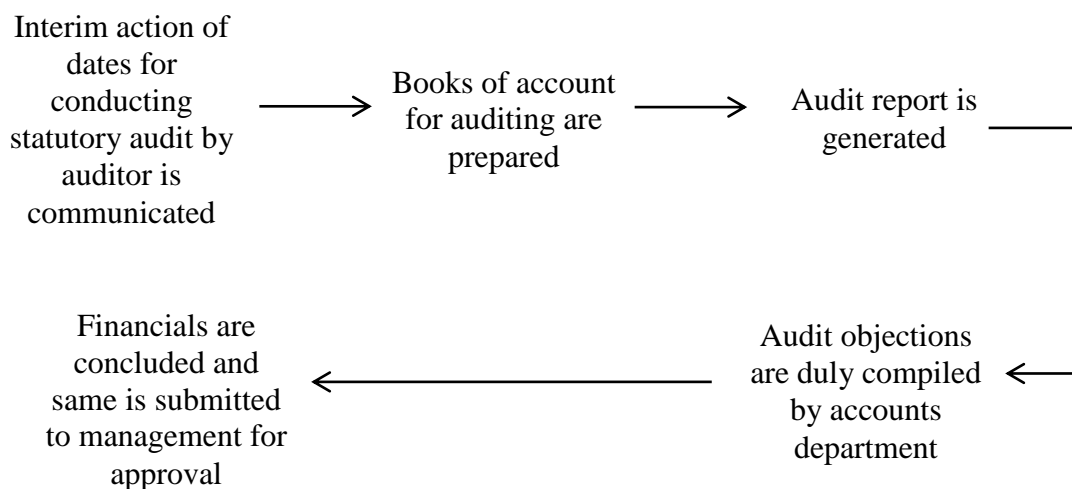 Interim action of
dates for
conducting
statutory audit by
auditor is
communicated
Books of account
for auditing are
prepared
Audit report is
generated
Audit objections
are duly compiled
by accounts
department
Financials are
concluded and
same is submitted
to management for
approval